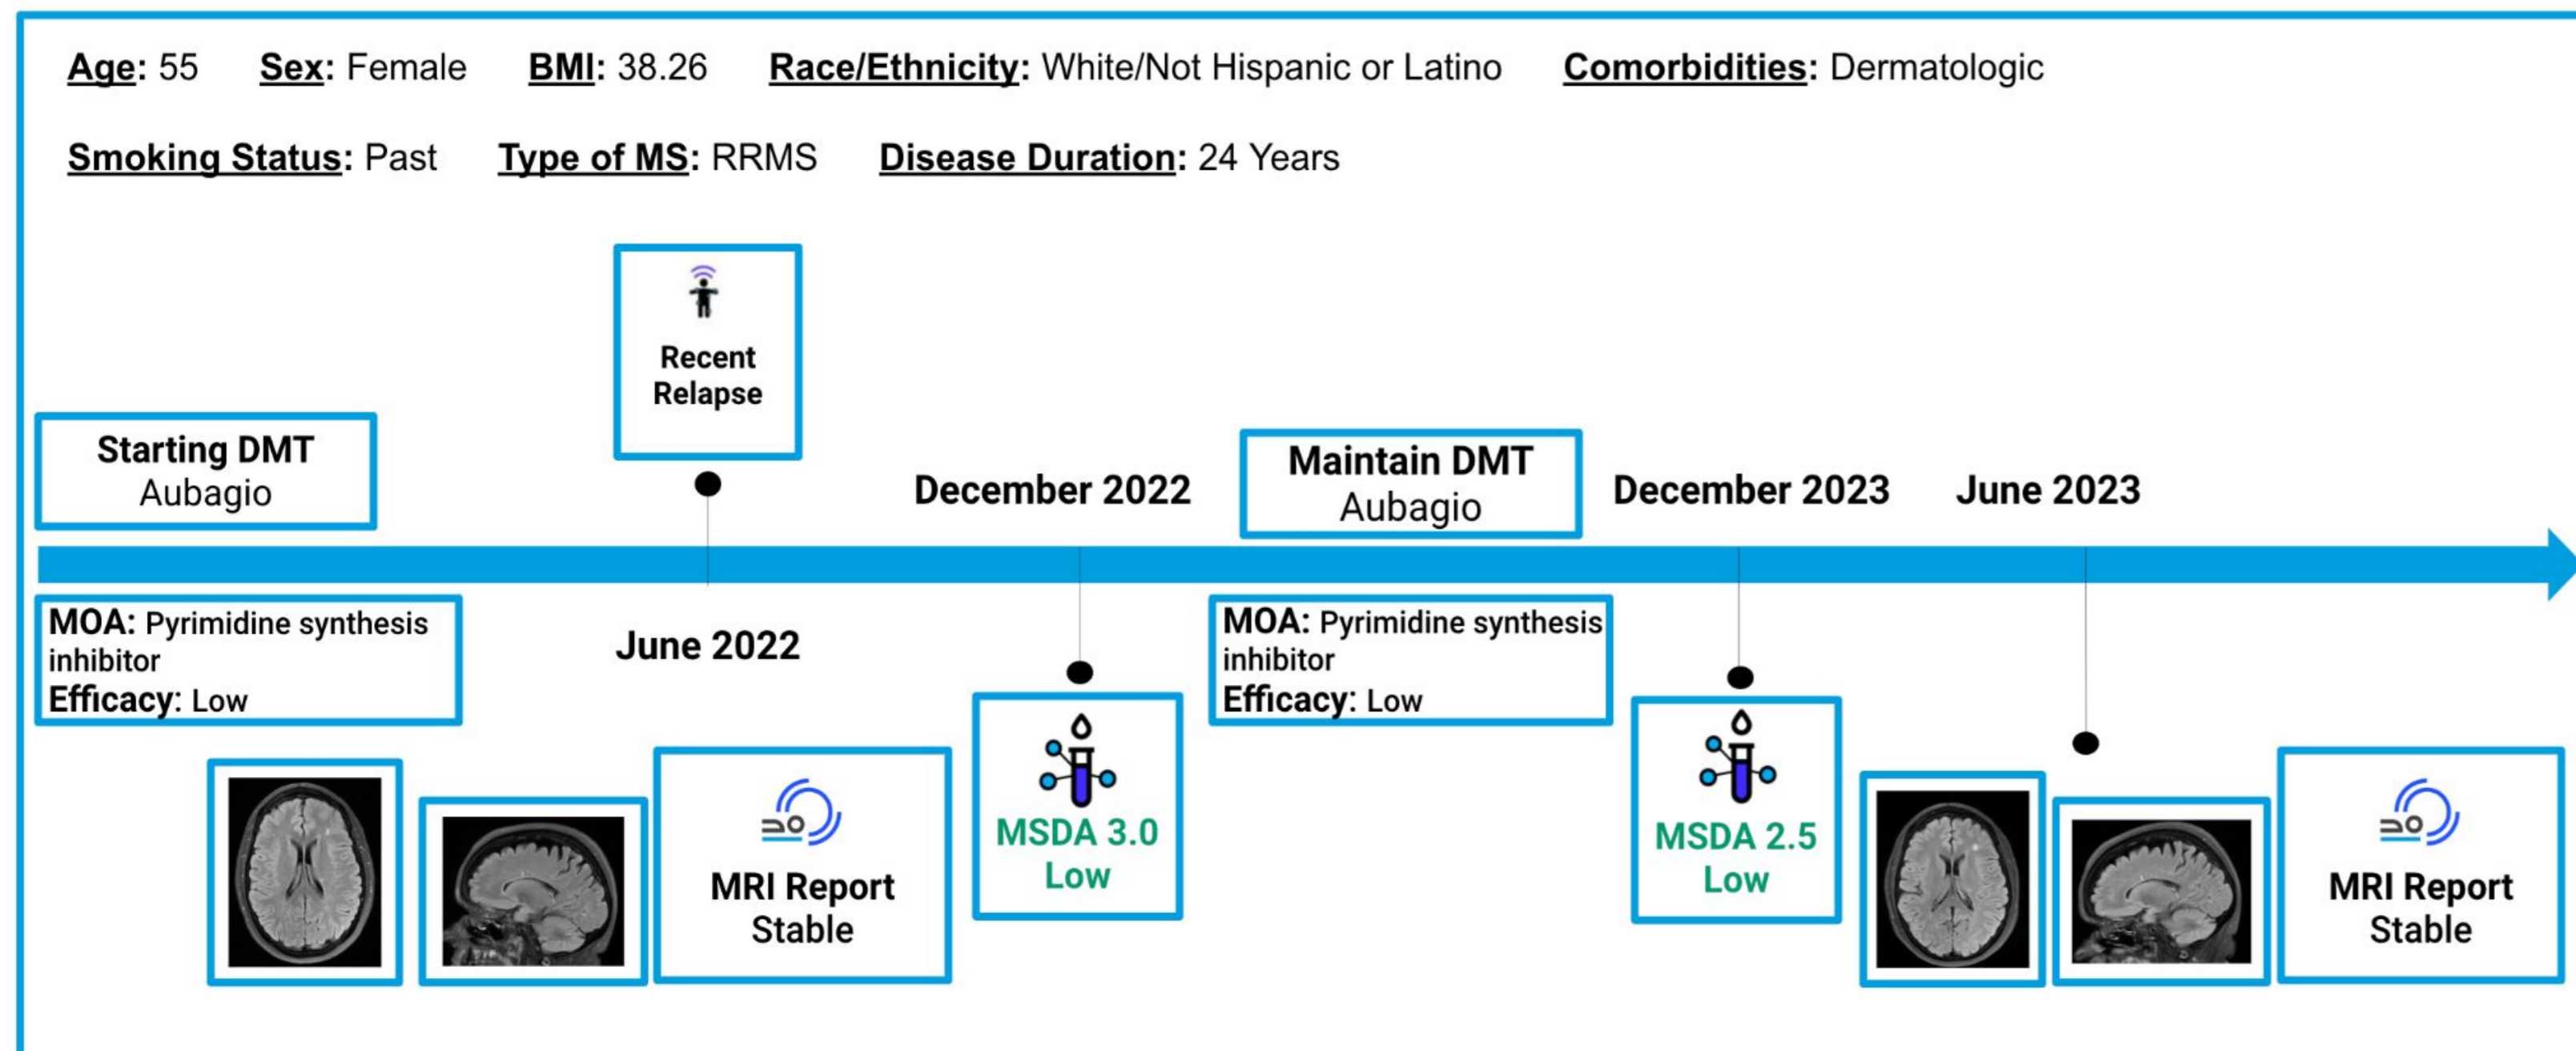 Age: 55 Sex: Female BMI: 38.26 Race/Ethnicity: White/Not Hispanic or Latino Comorbidities: Dermatologic
Smoking Status: Past Type of MS: RRMS Disease Duration: 24 Years
Recent
Relapse
Starting DMT
Aubagio
December 2022
Maintain DMT
Aubagio
December 2023
June 2023
MOA: Pyrimidine synthesis
inhibitor
Efficacy: Low
June 2022
MOA: Pyrimidine synthesis
inhibitor
Efficacy: Low
MRI Report
Stable
MSDA 3.0
Low
MSDA 2.5
Low
MRI Report
Stable